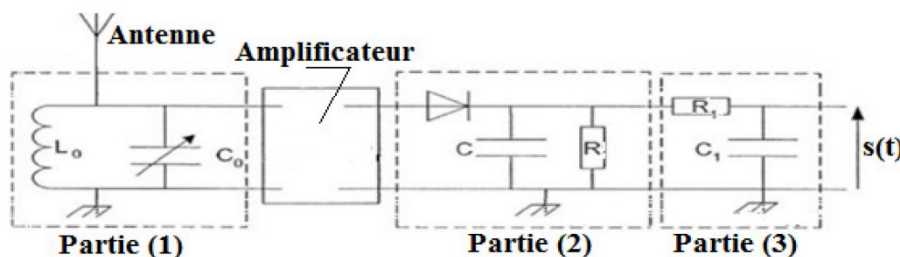 Antenne
Amplificateur
L₀
C₀
C
R
R₁
C₁
s(t)
Partie (1)
Partie (2)
Partie (3)